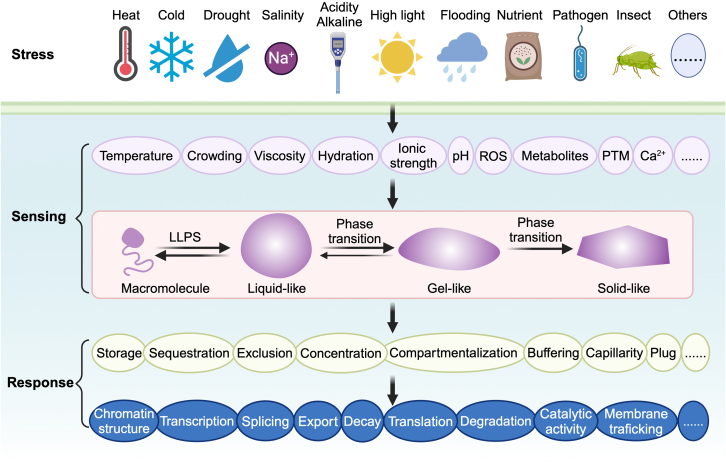 Heat Cold Drought Salinity Acidity Alkaline High light Flooding Nutrient Pathogen Insect Others
Stress
Na+
......
Temperature Crowding Viscosity Hydration Ionic strength pH ROS Metabolites PTM Ca2+ ......
Sensing
LLPS Phase transition Phase transition
Macromolecule Liquid-like Gel-like Solid-like
Storage Sequestration Exclusion Concentration Compartmentalization Buffering Capillarity Plug ......
Response
Chromatin structure Transcription Splicing Export Decay Translation Degradation Catalytic activity Membrane traficking ......